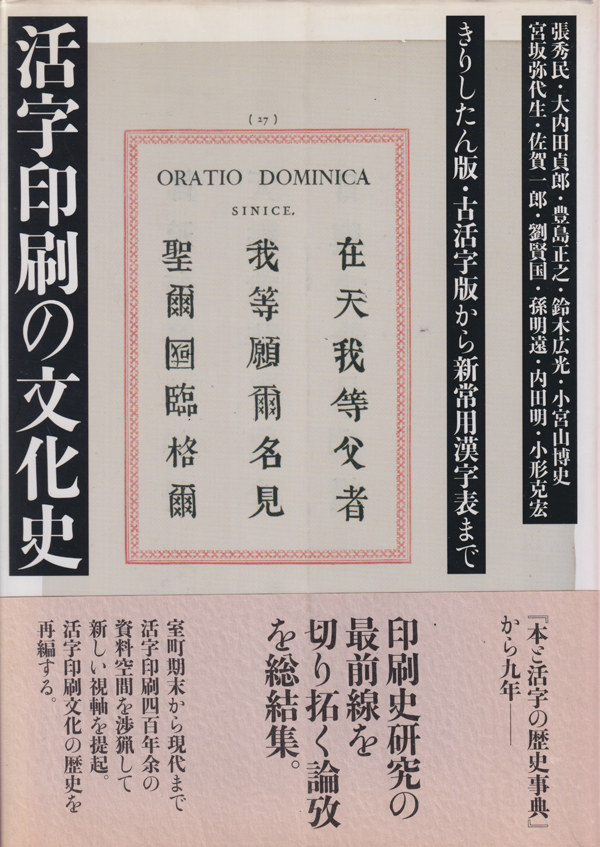 張秀民・大内田貞郎・豊島正之・鈴木広光・小宮山博史
宮坂弥代生・佐賀一郎・劉賢国・孫明遠・内田明・小形克宏
きりしたん版・古活字版から新常用漢字表まで
( 27 )
ORATIO DOMINICA
SINICE.
在天我等父者
我等願爾名見
聖爾國臨格爾
活字印刷の文化史
『本と活字の歴史事典』
から九年――
印刷史研究の
最前線を
切り拓く論攷
を総結集。
室町期末から現代まで
活字印刷四百年余の
資料空間を渉猟して
新しい視軸を提起。
活字印刷文化の歴史を
再編する。